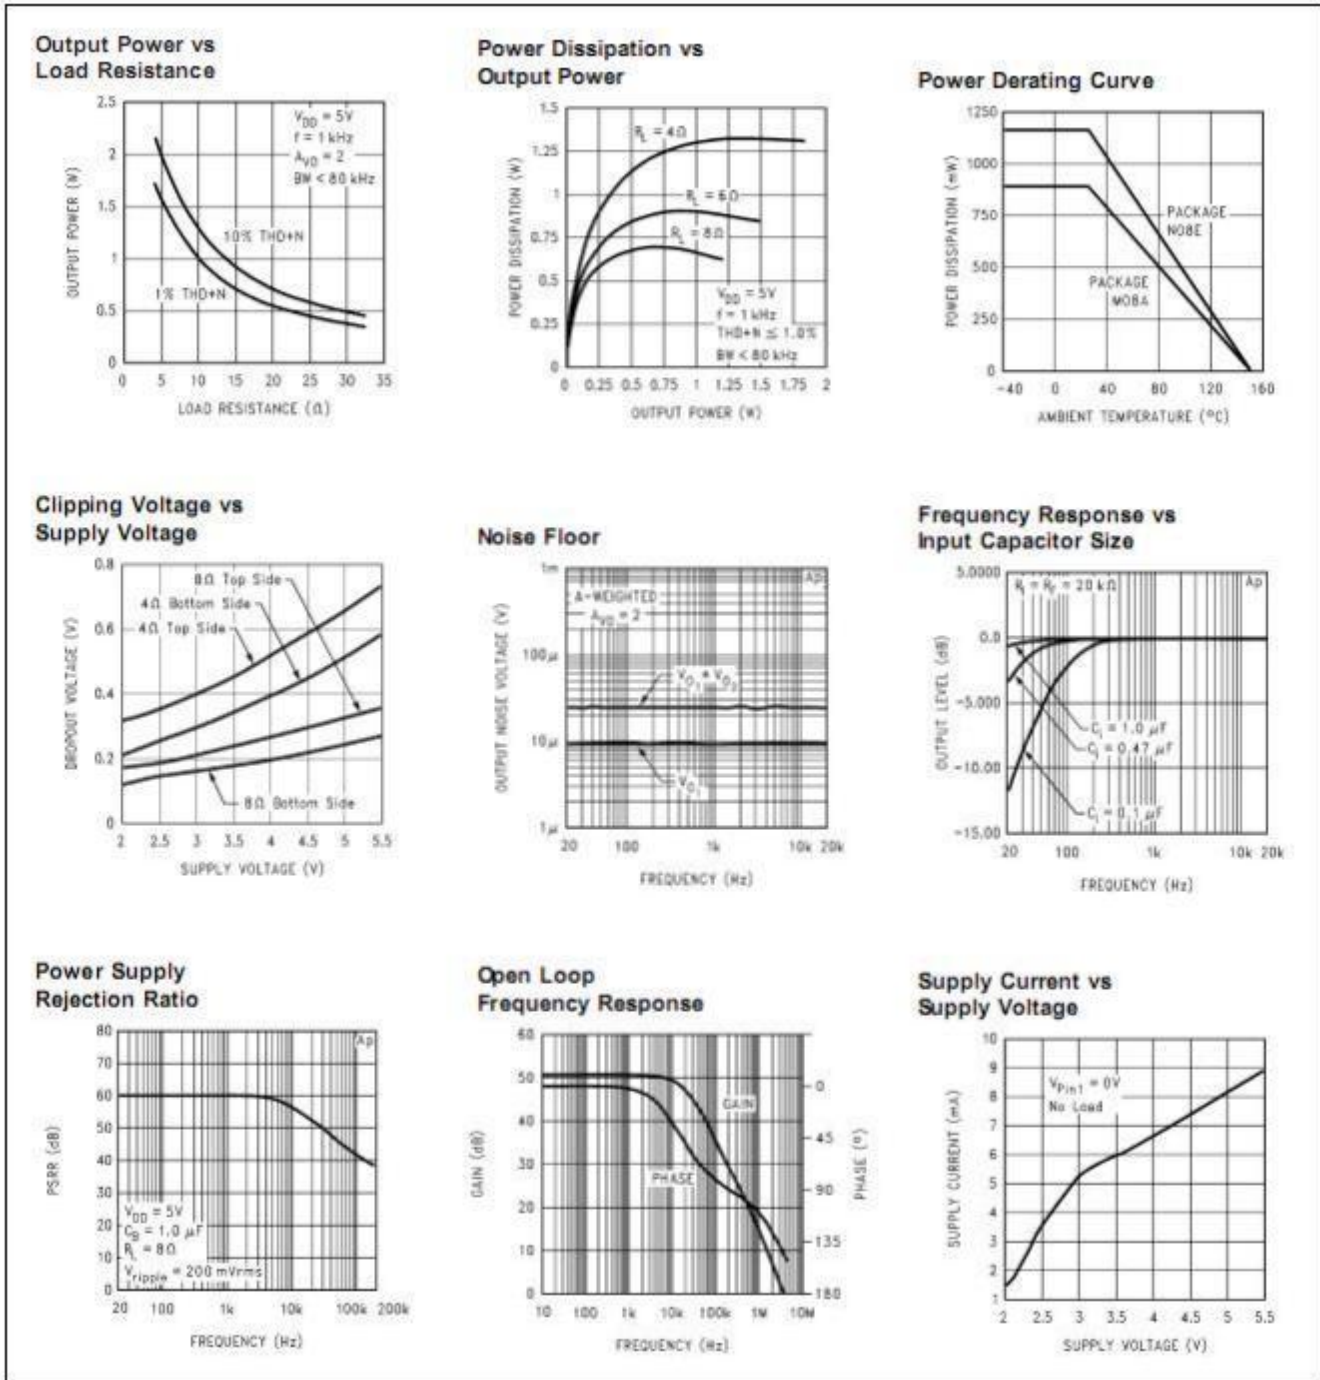 Output Power vs
Load Resistance
2.5
2
1.5
1
0.5
0
OUTPUT POWER (W)
V_DD = 5V
f = 1 kHz
A_VD = 2
BW < 80 kHz
10% THD+N
1% THD+N
0 5 10 15 20 25 30 35
LOAD RESISTANCE (Ω)
Power Dissipation vs
Output Power
1.5
1.25
1
0.75
0.5
0.25
0
POWER DISSIPATION (W)
R_L = 4Ω
R_L = 6Ω
R_L = 8Ω
V_DD = 5V
f = 1 kHz
THD+N ≤ 1.0%
BW < 80 kHz
0 0.25 0.5 0.75 1 1.25 1.5 1.75 2
OUTPUT POWER (W)
Power Derating Curve
1250
1000
750
500
250
0
POWER DISSIPATION (mW)
PACKAGE
N08E
PACKAGE
M08A
-40 0 40 80 120 160
AMBIENT TEMPERATURE (°C)
Clipping Voltage vs
Supply Voltage
0.8
0.6
0.4
0.2
0
DROPOUT VOLTAGE (V)
8Ω Top Side
4Ω Bottom Side
4Ω Top Side
8Ω Bottom Side
2 2.5 3 3.5 4 4.5 5 5.5
SUPPLY VOLTAGE (V)
Noise Floor
1m
100μ
10μ
1μ
OUTPUT NOISE VOLTAGE (V)
Ap
A-WEIGHTED
A_VD = 2
V_O1 + V_O2
V_O1
20 100 1k 10k 20k
FREQUENCY (Hz)
Frequency Response vs
Input Capacitor Size
5.0000
0.0
-5.000
-10.00
-15.00
OUTPUT LEVEL (dB)
R_i = R_f = 20 kΩ
Ap
C_i = 1.0 μF
C_i = 0.47 μF
C_i = 0.1 μF
20 100 1k 10k 20k
FREQUENCY (Hz)
Power Supply
Rejection Ratio
80
70
60
50
40
30
20
10
0
PSRR (dB)
Ap
V_DD = 5V
C_B = 1.0 μF
R_L = 8Ω
V_ripple = 200 mVrms
20 100 1k 10k 100k 200k
FREQUENCY (Hz)
Open Loop
Frequency Response
60
50
40
30
20
10
0
GAIN (dB)
GAIN
PHASE
0
45
90
135
180
PHASE (°)
10 100 1k 10k 100k 1M 10M
FREQUENCY (Hz)
Supply Current vs
Supply Voltage
10
9
8
7
6
5
4
3
2
1
SUPPLY CURRENT (mA)
V_Pin1 = 0V
No Load
2 2.5 3 3.5 4 4.5 5 5.5
SUPPLY VOLTAGE (V)